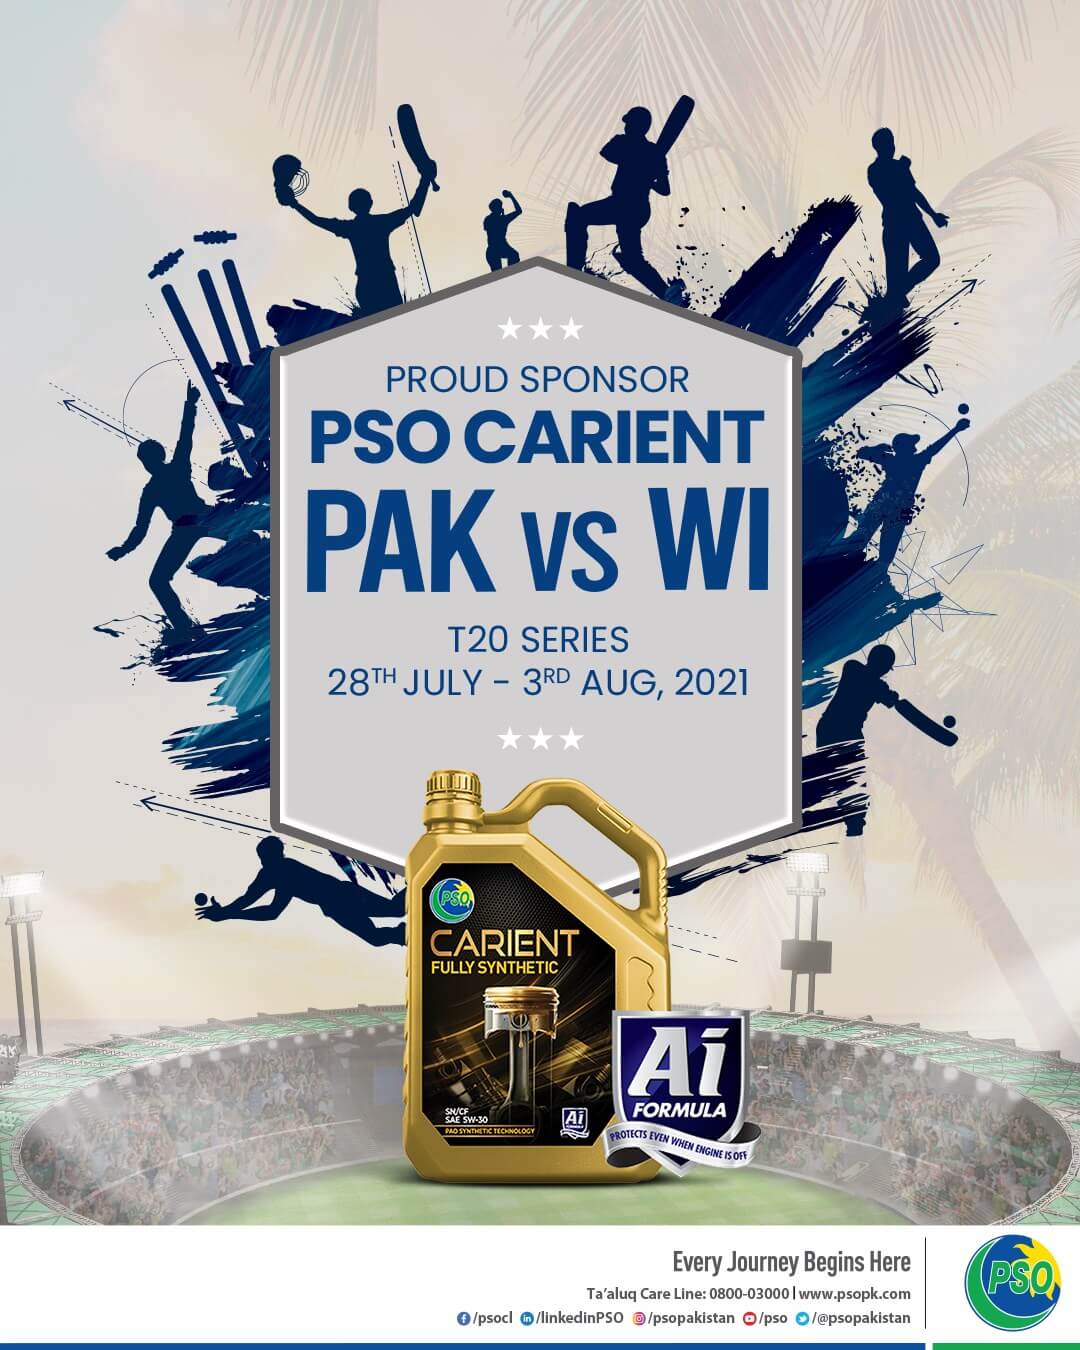 ★★★
PROUD SPONSOR
PSO CARIENT
PAK VS WI
T20 SERIES
28TH JULY - 3RD AUG, 2021
★★★
PSO
CARIENT
FULLY SYNTHETIC
SN/CF
SAE 5W-30
PAO SYNTHETIC TECHNOLOGY
Ai
FORMULA
Ai
FORMULA
PROTECTS EVEN WHEN ENGINE IS OFF
Every Journey Begins Here
Ta'aluq Care Line: 0800-03000 | www.psopk.com
/psocl /linkedinPSO /psopakistan /pso /@psopakistan
PSO